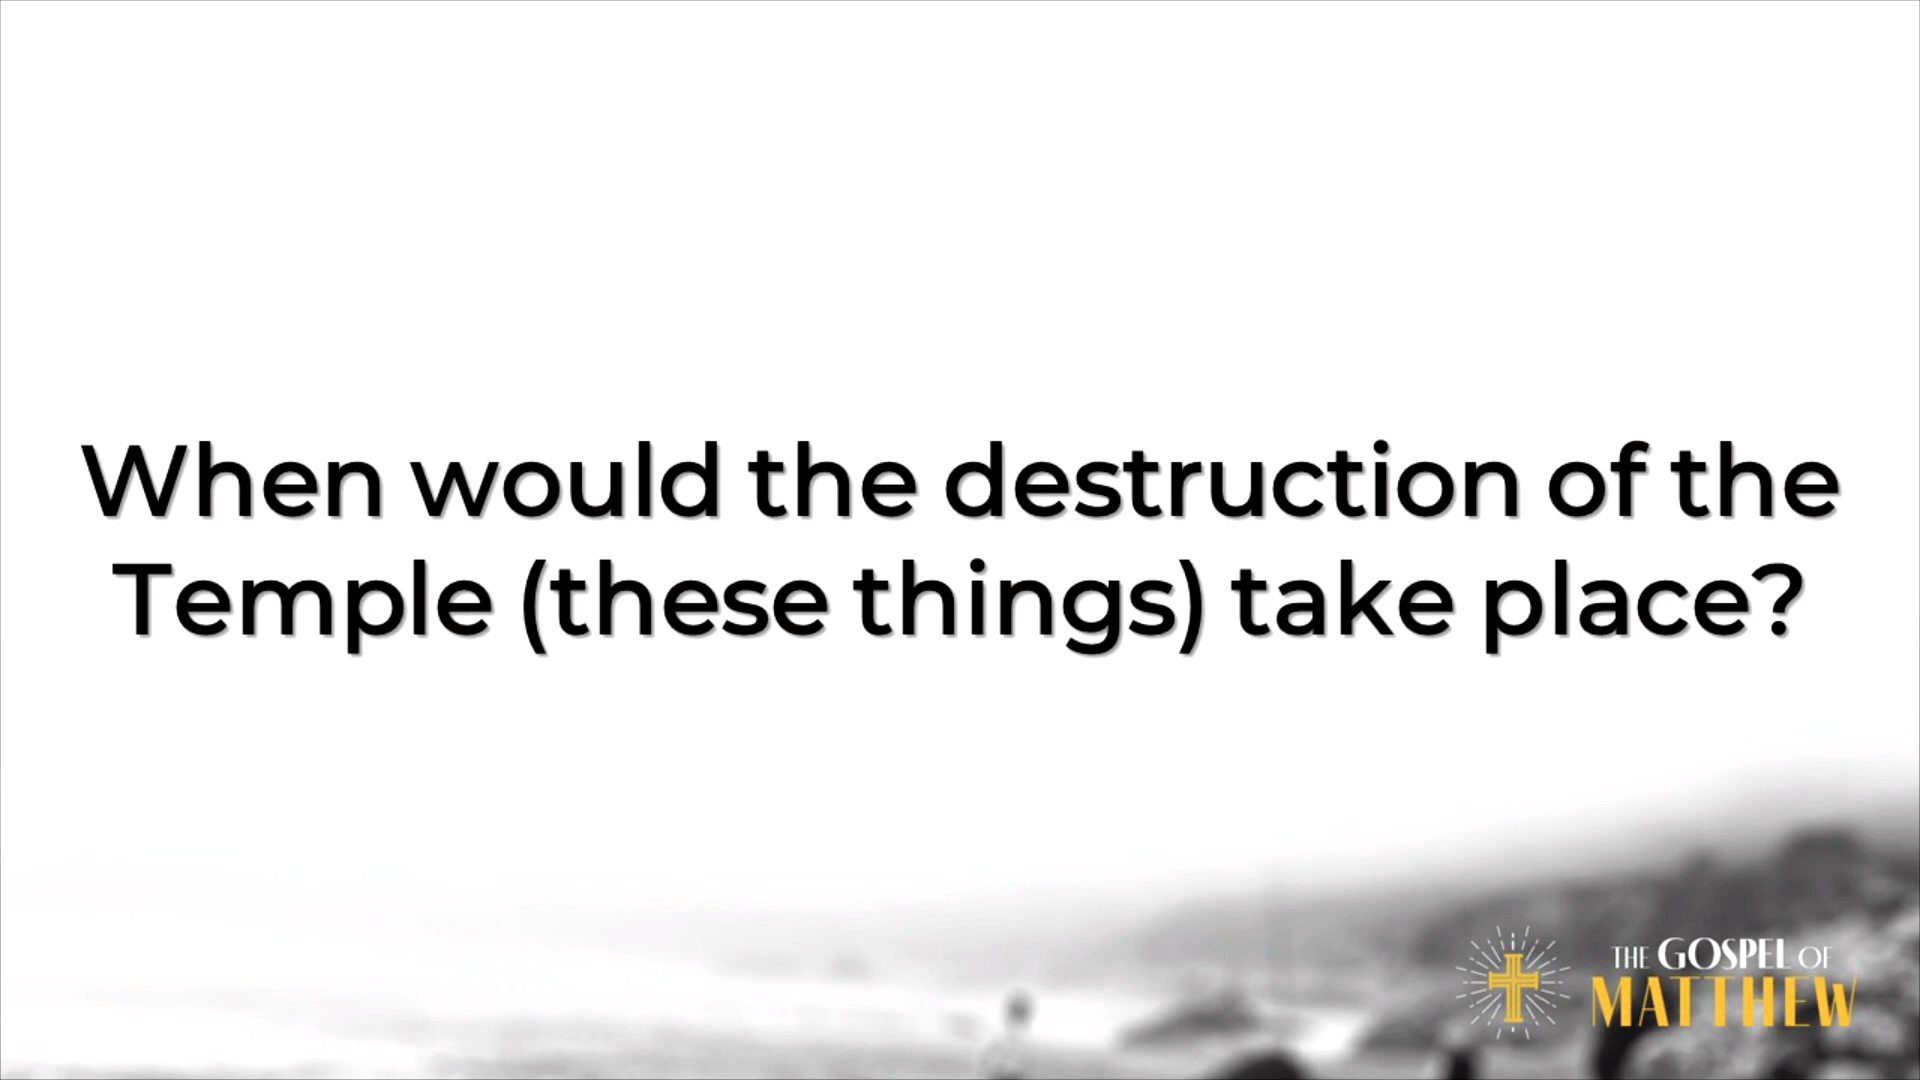 When would the destruction of the
Temple (these things) take place?
THE GOSPEL OF
MATTHEW